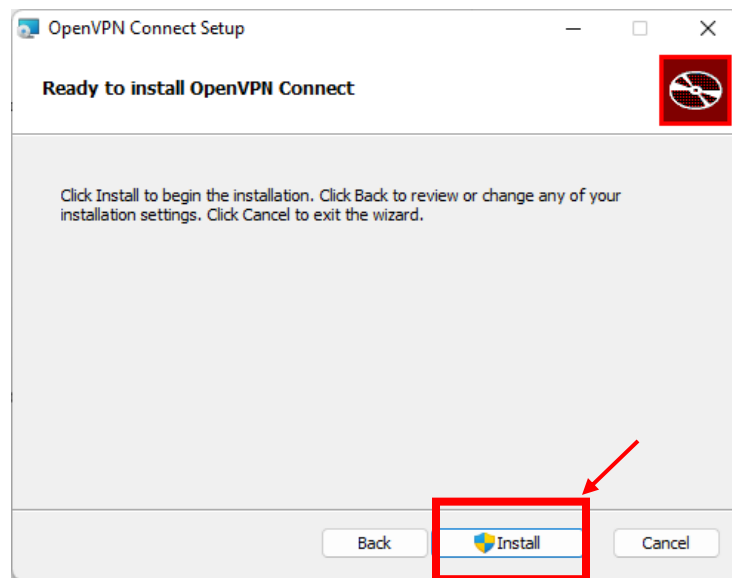 OpenVPN Connect Setup
Ready to install OpenVPN Connect
Click Install to begin the installation. Click Back to review or change any of your
installation settings. Click Cancel to exit the wizard.
Back
Install
Cancel